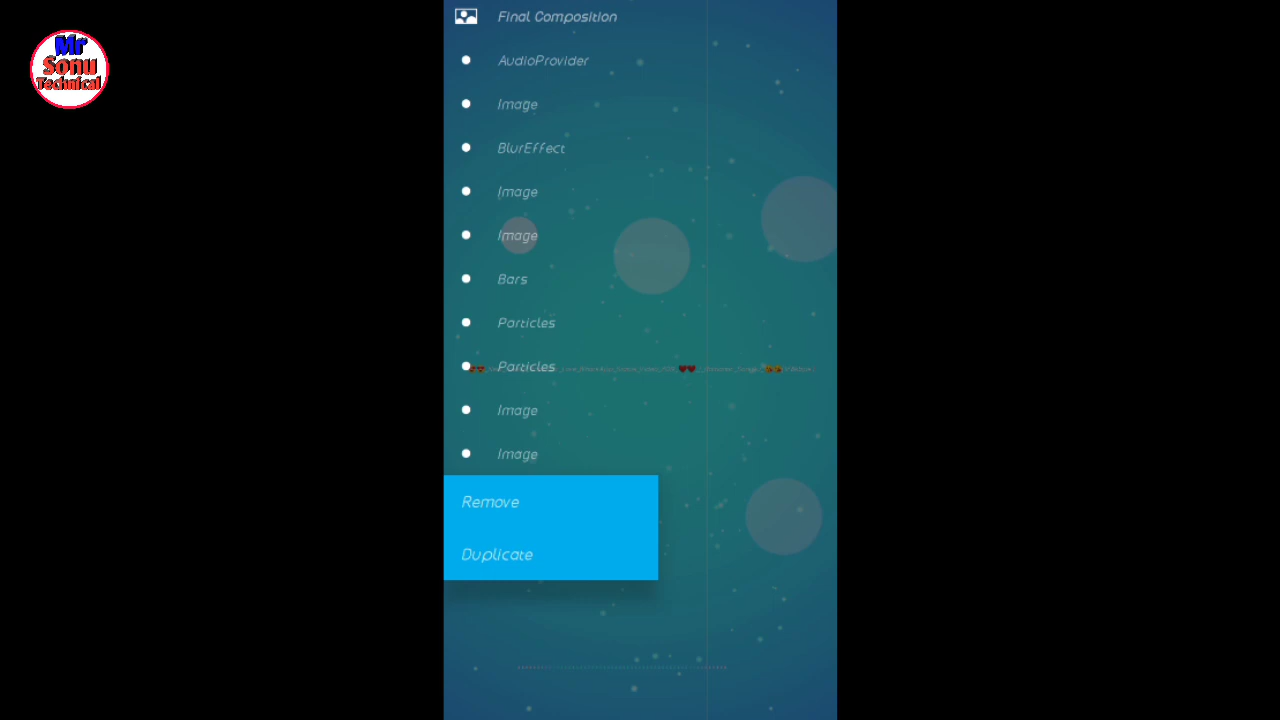 Mr
Sonu
Technical
Final Composition
AudioProvider
Image
BlurEffect
Image
Image
Bars
Particles
Particles
Image
Image
Remove
Duplicate